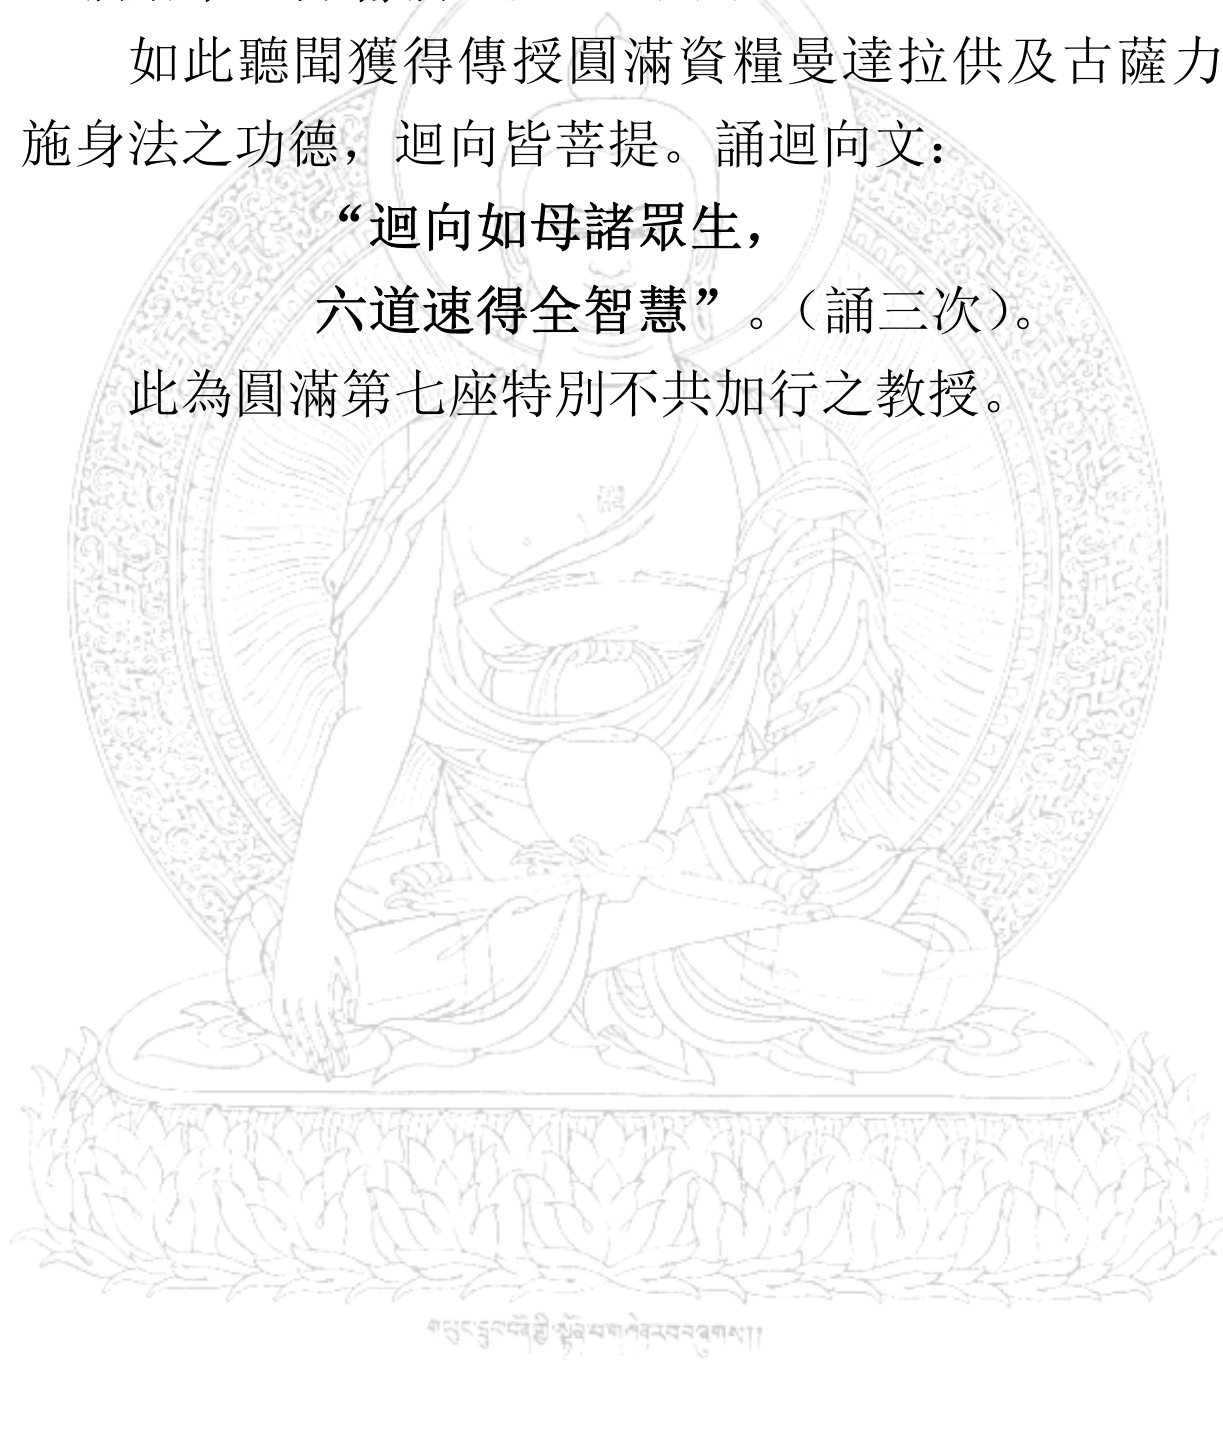 如此聽聞獲得傳授圓滿資糧曼達拉供及古薩力
施身法之功德，迴向皆菩提。誦迴向文：
“迴向如母諸眾生，
六道速得全智慧”。（誦三次）。
此為圓滿第七座特別不共加行之教授。